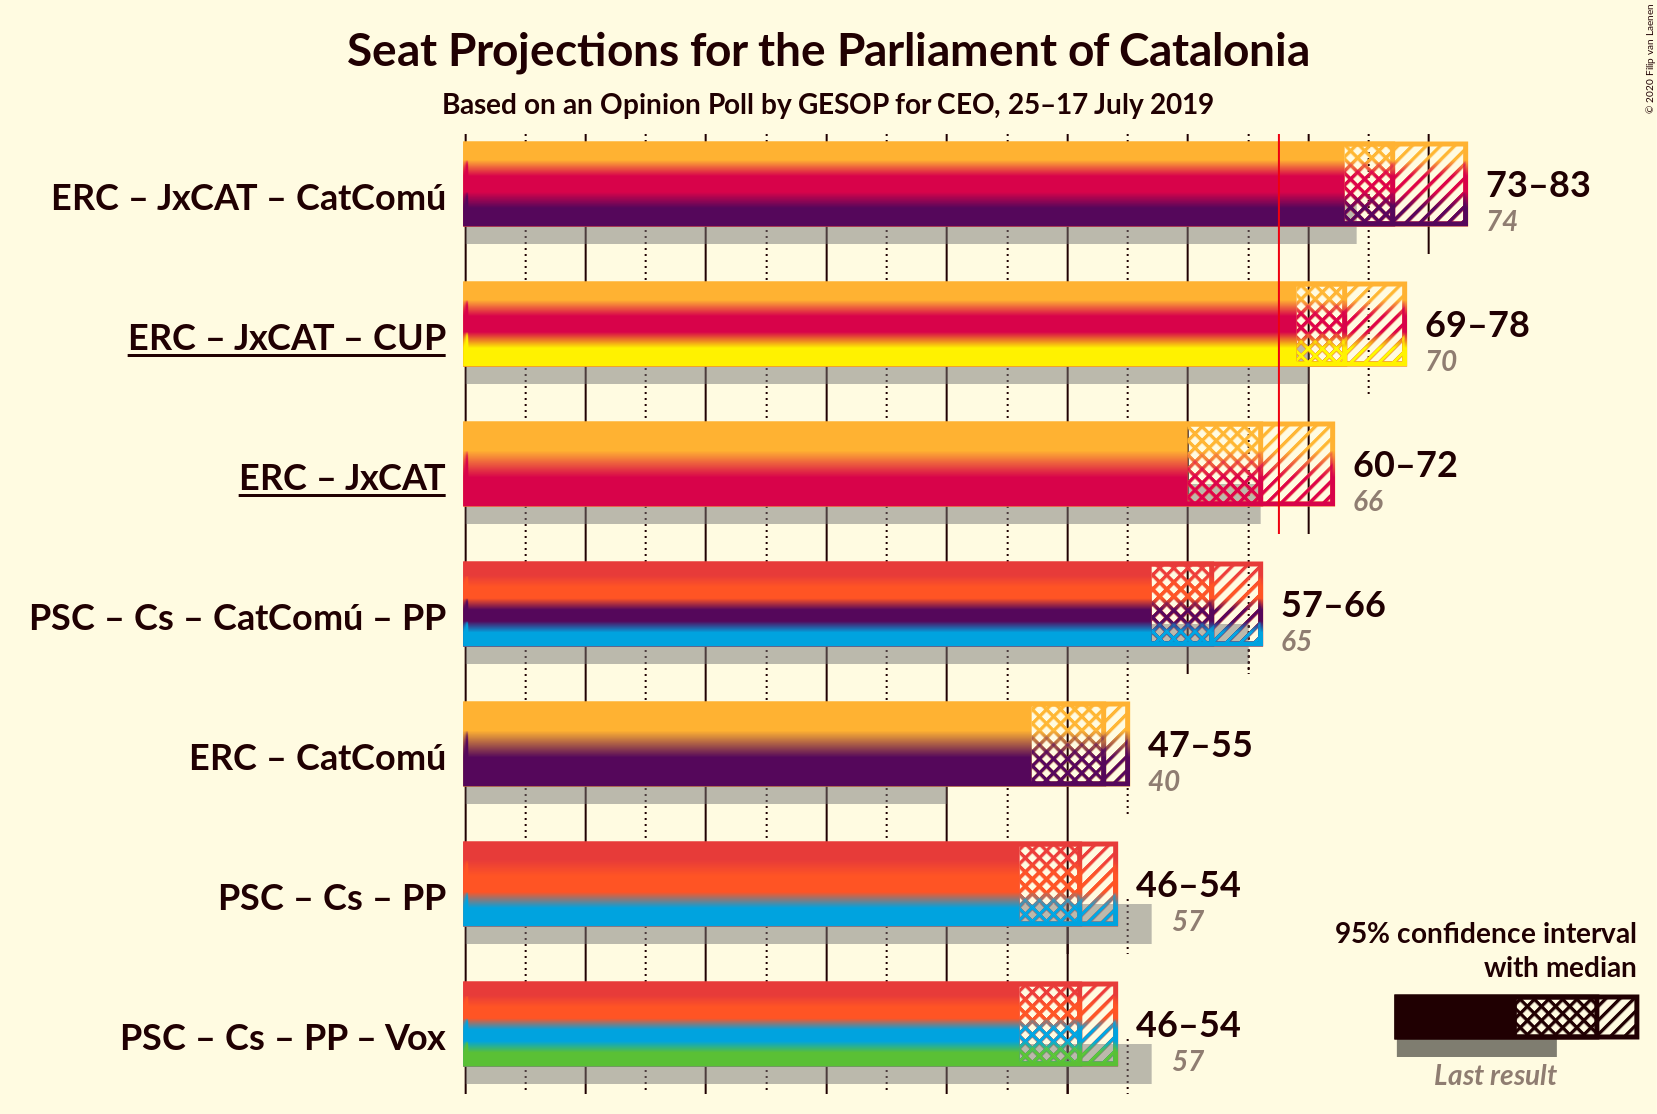 Seat Projections for the Parliament of Catalonia
Based on an Opinion Poll by GESOP for CEO, 25–17 July 2019
© 2020 Filip van Laenen
ERC – JxCAT – CatComú
73–83
74
ERC – JxCAT – CUP
69–78
70
ERC – JxCAT
60–72
66
PSC – Cs – CatComú – PP
57–66
65
ERC – CatComú
47–55
40
PSC – Cs – PP
46–54
57
PSC – Cs – PP – Vox
46–54
57
95% confidence interval
with median
Last result